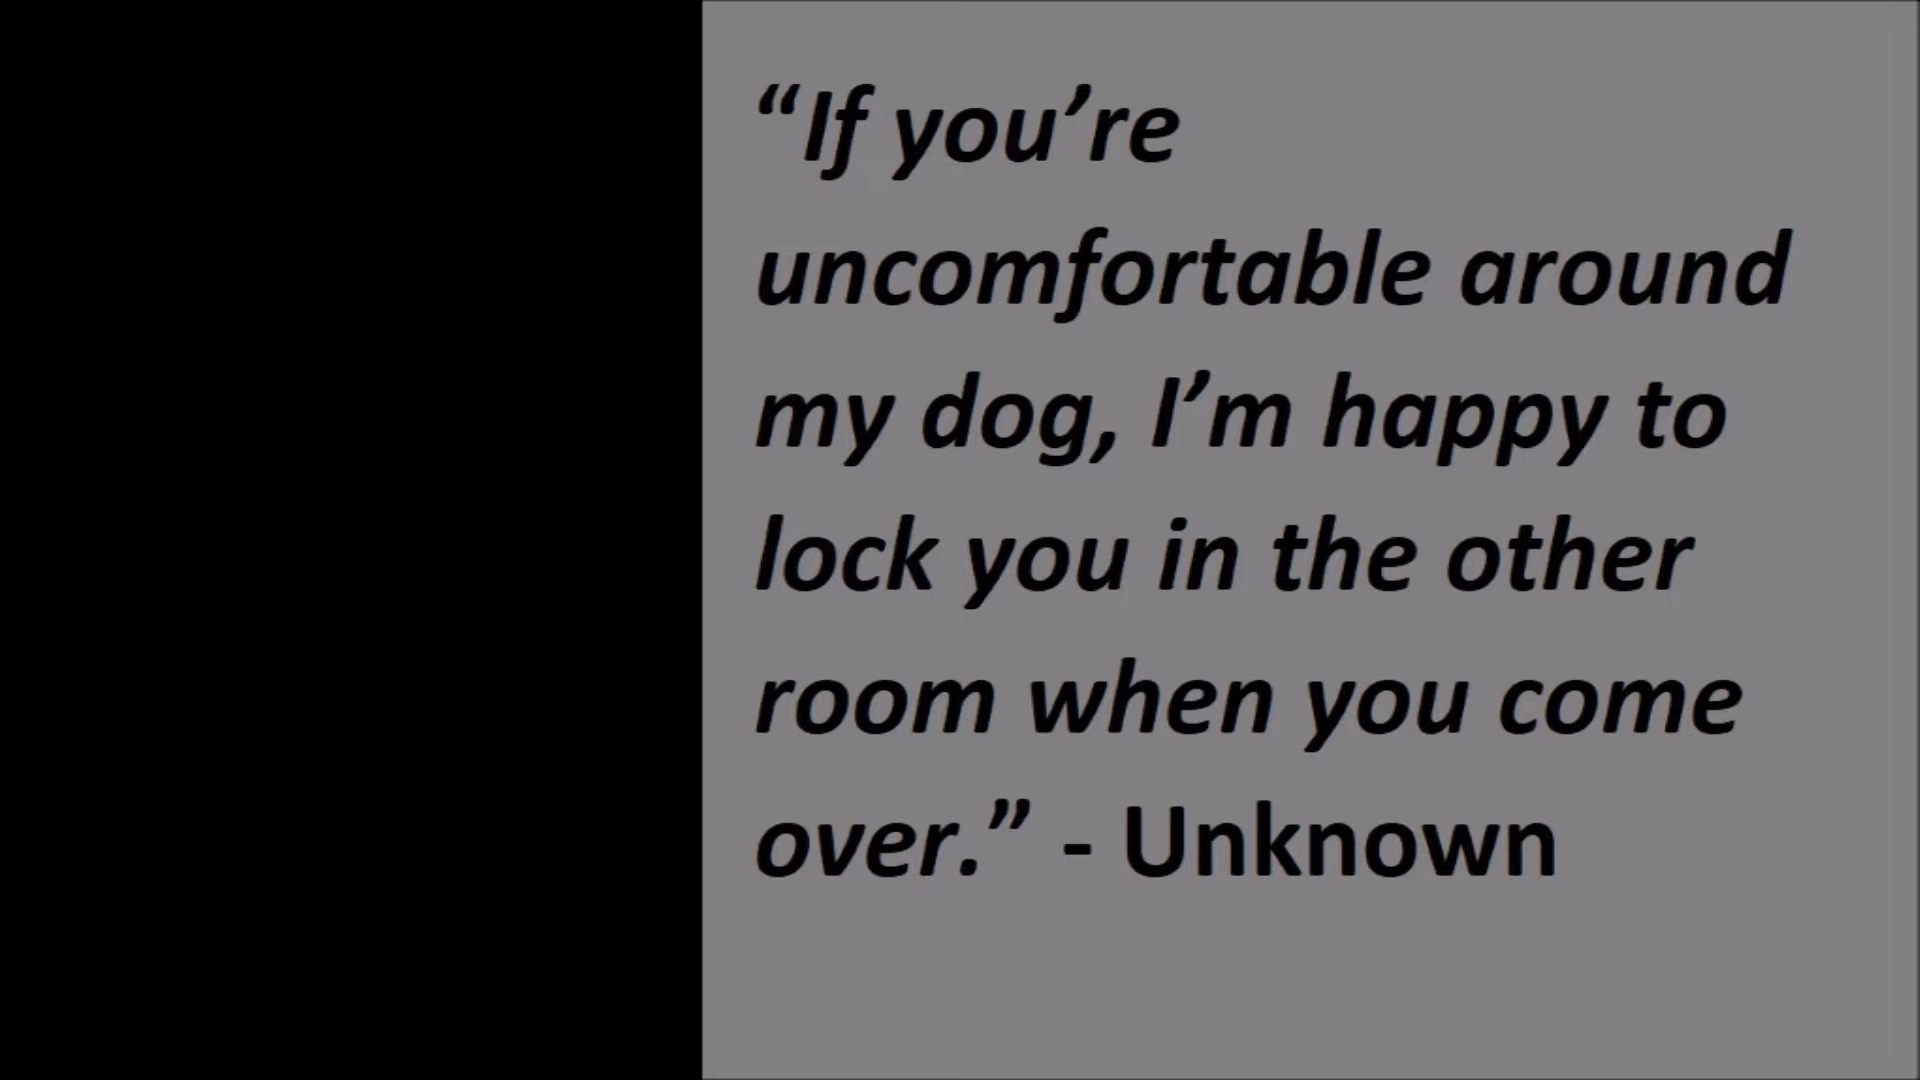 “If you’re
uncomfortable around
my dog, I’m happy to
lock you in the other
room when you come
over.” - Unknown